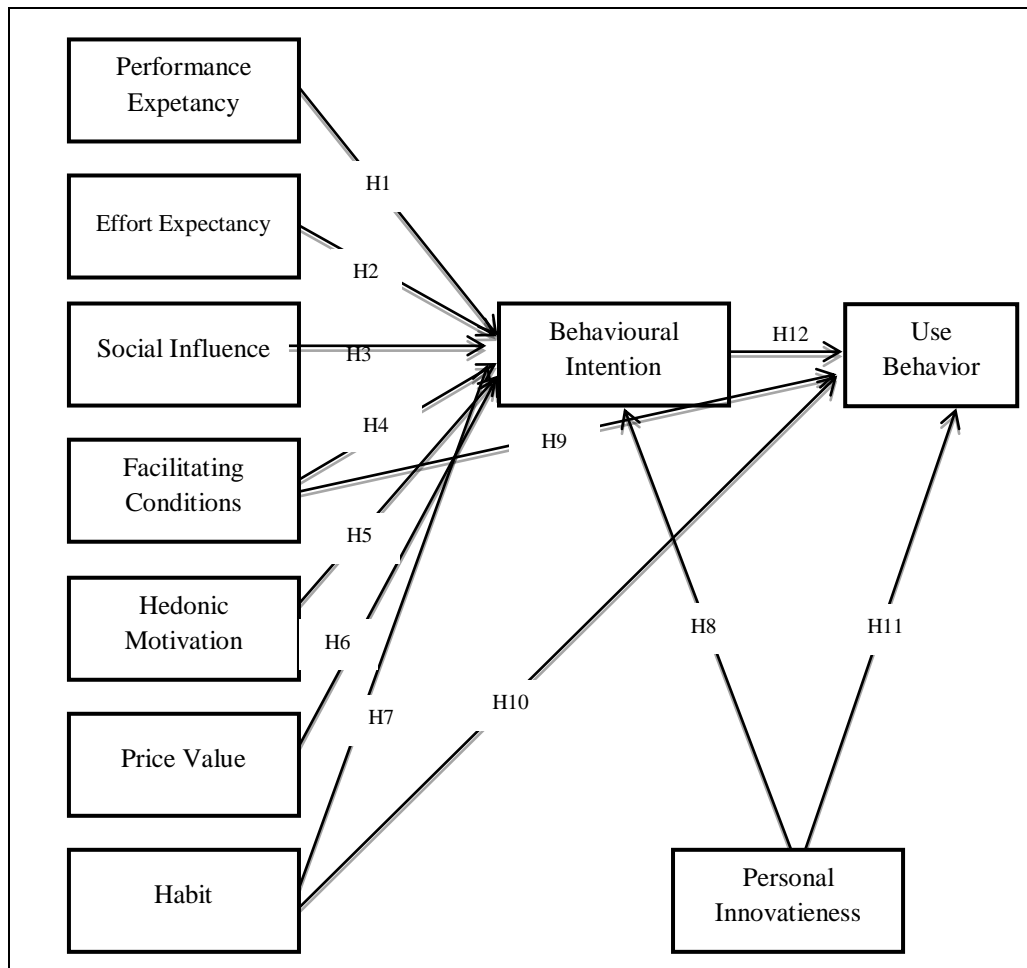 Performance
Expetancy
H1
Effort Expectancy
H2
Social Influence
H3
Behavioural
Intention
H12
Use
Behavior
Facilitating
Conditions
H4
H9
Hedonic
Motivation
H5
H6
H8
H11
Price Value
H7
H10
Habit
Personal
Innovatieness